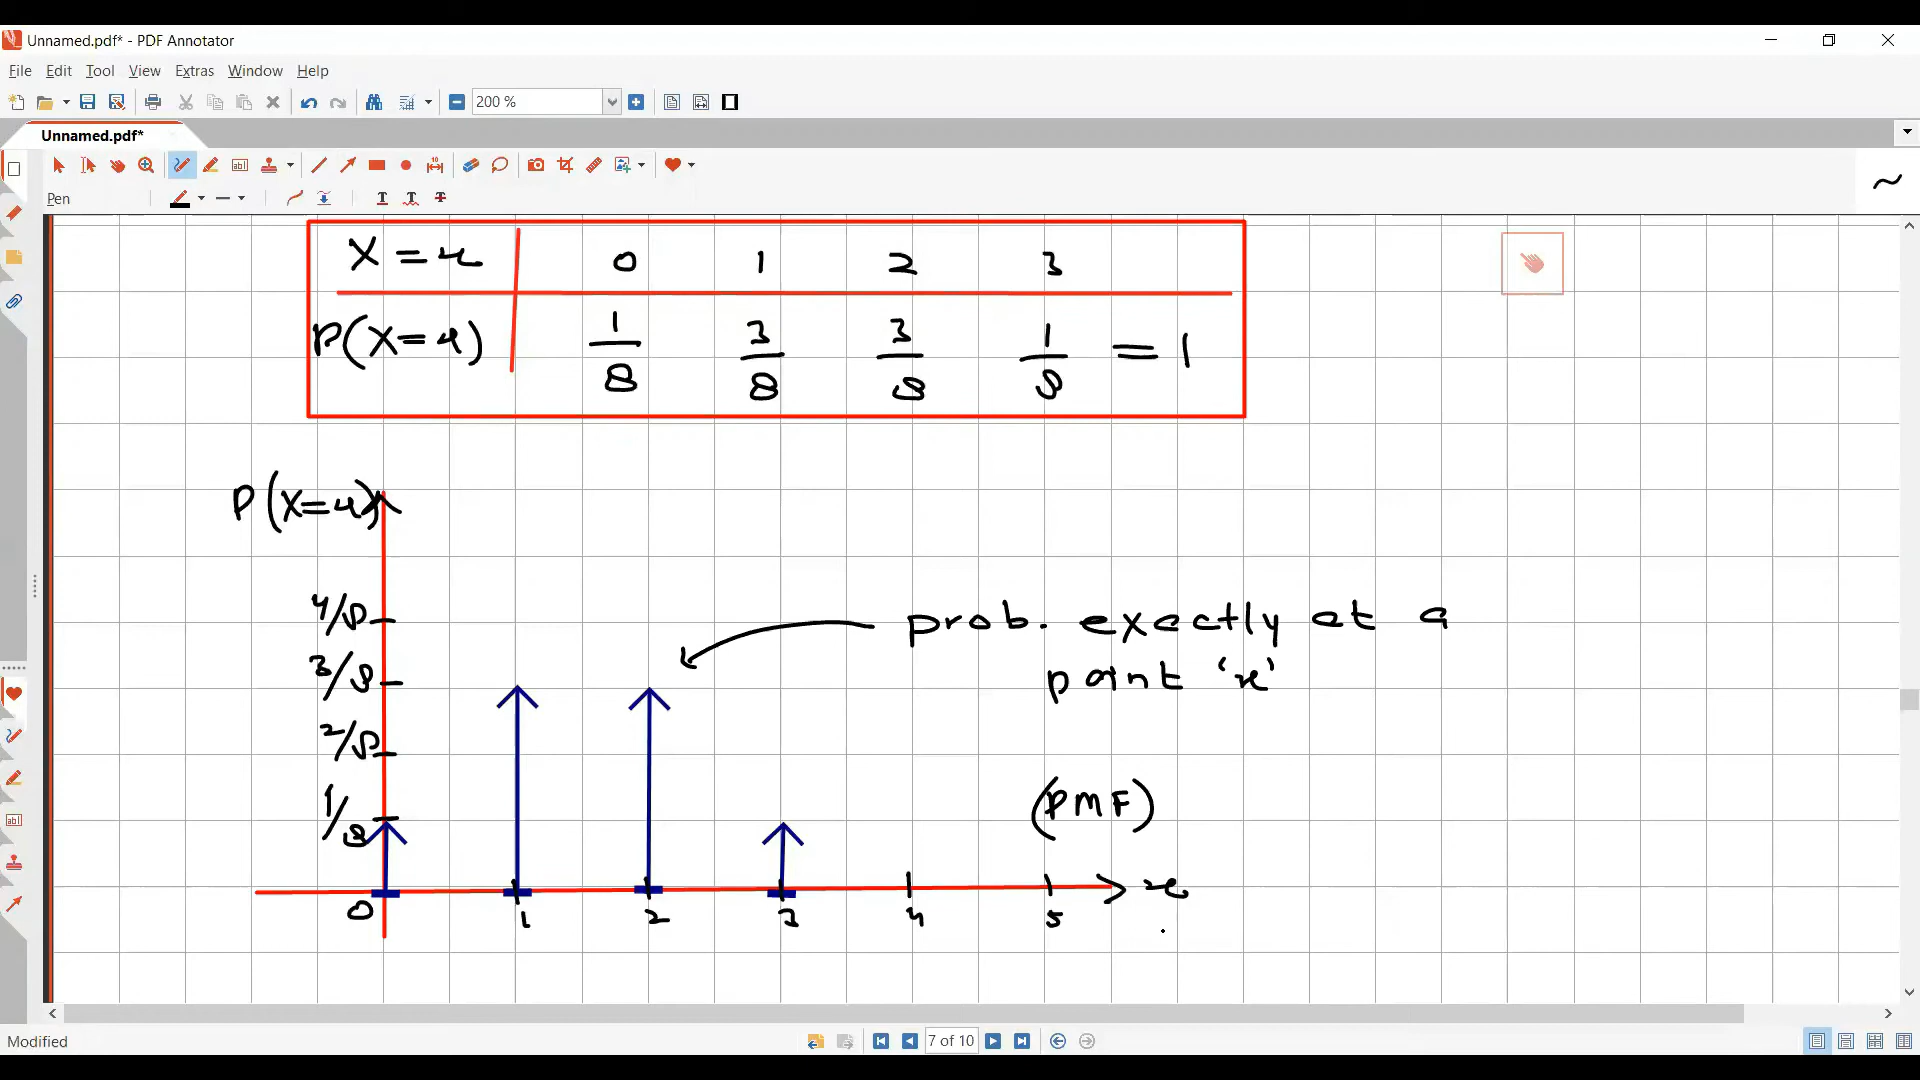 Unnamed.pdf* - PDF Annotator
File Edit Tool View Extras Window Help
200 %
Unnamed.pdf*
Pen
X = x 0 1 2 3
P(X=x) 1/8 3/8 3/8 1/8 = 1
P(X=x)
4/8
3/8
2/8
1/8
prob. exactly at a
point 'x'
(PMF)
0 1 2 3 4 5 x
Modified 7 of 10